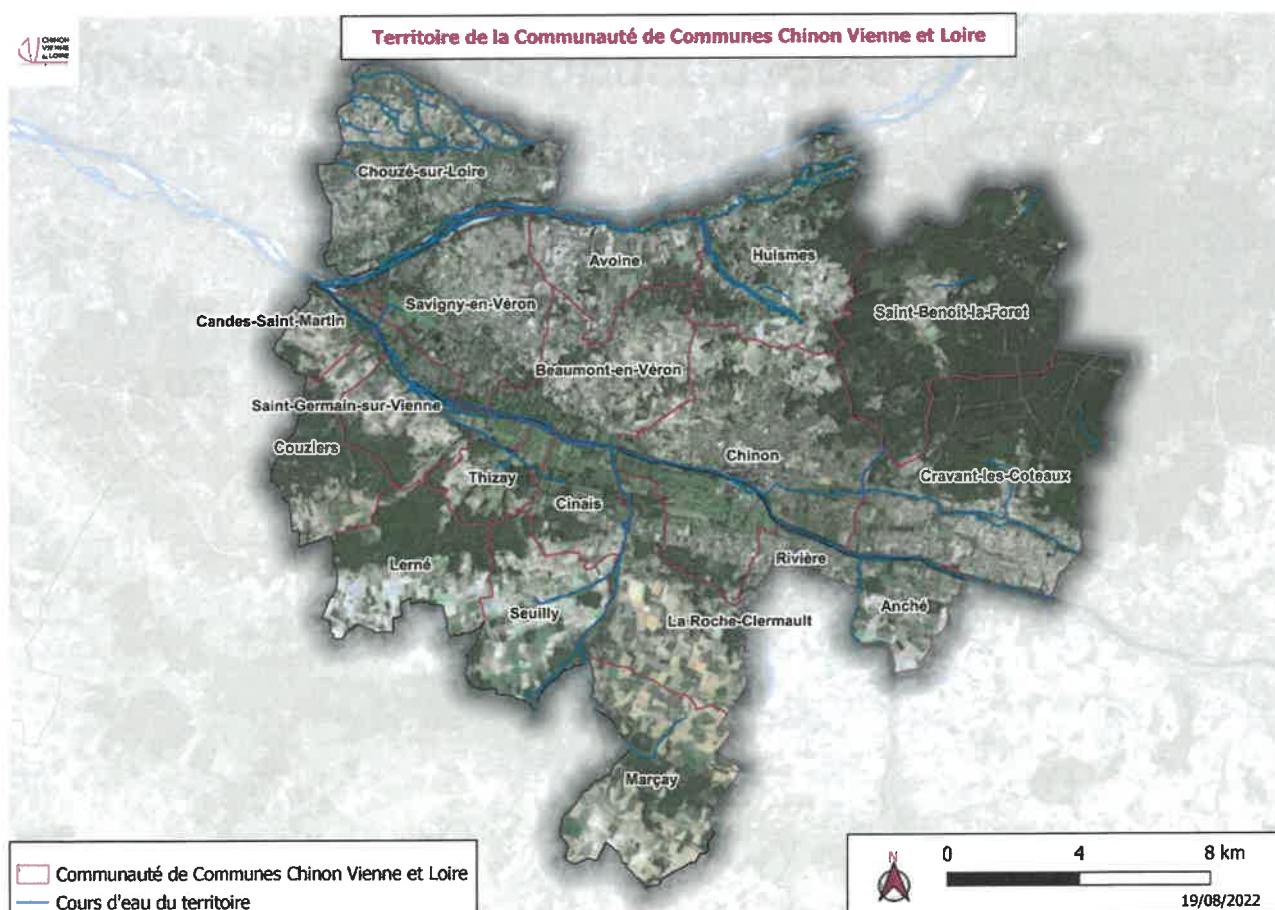 CHINON
VIENNE
& LOIRE
Territoire de la Communauté de Communes Chinon Vienne et Loire
Chouzé-sur-Loire
Avoine
Huismes
Savigny-en-Véron
Candes-Saint-Martin
Saint-Benoit-la-Foret
Beaumont-en-Véron
Saint-Germain-sur-Vienne
Couziers
Chinon
Thizay
Cravant-les-Coteaux
Cinais
Rivière
Lerné
Seuilly
La Roche-Clermault
Anché
Marçay
Communauté de Communes Chinon Vienne et Loire
Cours d'eau du territoire
N
0 4 8 km
19/08/2022